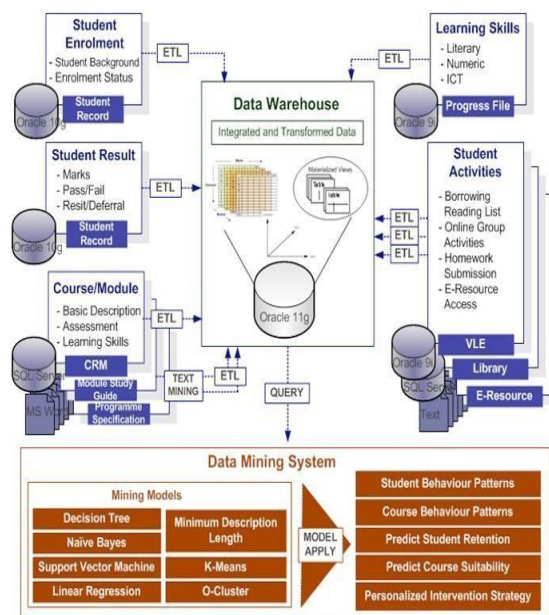 Student
Enrolment
- Student Background
- Enrolment Status
Student
Record
Oracle 10g
ETL
Student Result
- Marks
- Pass/Fail
- Resit/Deferral
Student
Record
Oracle 10g
ETL
Course/Module
- Basic Description
- Assessment
- Learning Skills
CRM
SQL Server
Module Study
Guide
Programme
Specification
MS Word
ETL
TEXT
MINING
ETL
Data Warehouse
Integrated and Transformed Data
Materialized Views
Oracle 11g
QUERY
ETL
Learning Skills
- Literary
- Numeric
- ICT
Progress File
Oracle 9i
Student
Activities
- Borrowing
Reading List
- Online Group
Activities
- Homework
Submission
- E-Resource
Access
ETL
ETL
ETL
VLE
Oracle 9i
Library
SQL Server
E-Resource
Text
Data Mining System
Mining Models
Decision Tree
Naïve Bayes
Support Vector Machine
Linear Regression
Minimum Description
Length
K-Means
O-Cluster
MODEL
APPLY
Student Behaviour Patterns
Course Behaviour Patterns
Predict Student Retention
Predict Course Suitability
Personalized Intervention Strategy